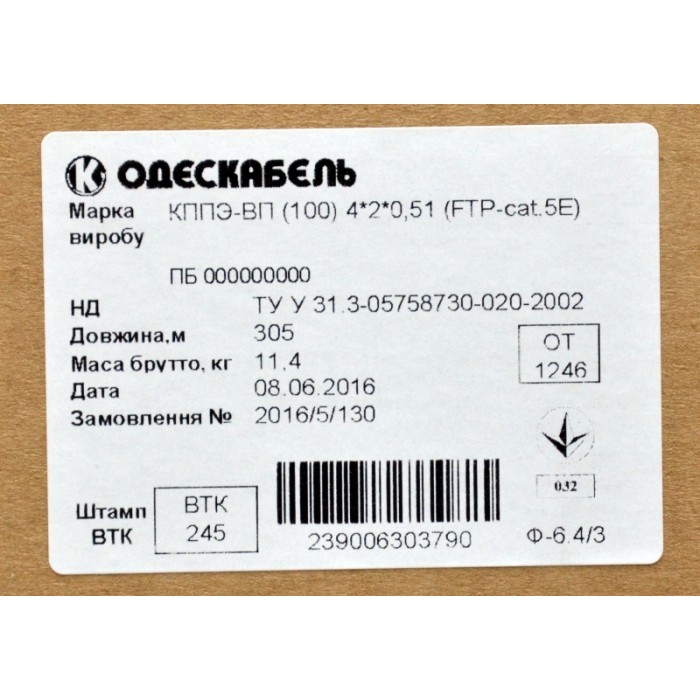 К ОДЕСКАБЕЛЬ
Марка виробу КППЭ-ВП (100) 4*2*0,51 (FTP-cat.5E)
ПБ 000000000
НД ТУ У 31.3-05758730-020-2002
Довжина,м 305
Маса брутто, кг 11,4
Дата 08.06.2016
Замовлення № 2016/5/130
ОТ
1246
032
Штамп ВТК
ВТК
245
239006303790
Ф-6.4/3